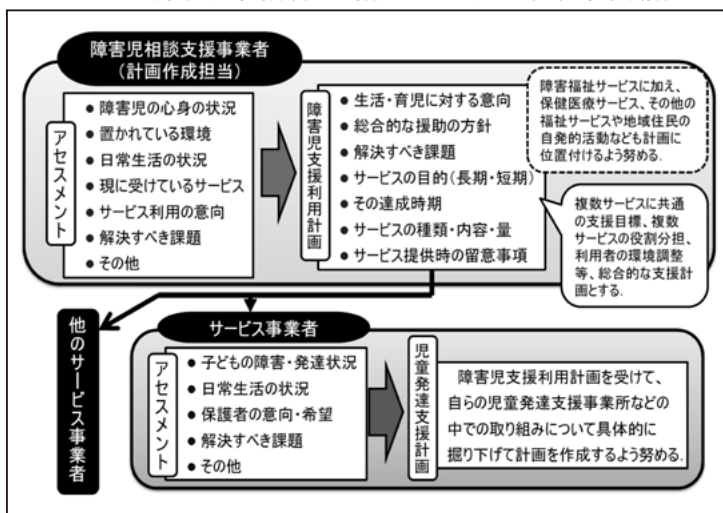 障害児相談支援事業者
(計画作成担当)
アセスメント
● 障害児の心身の状況
● 置かれている環境
● 日常生活の状況
● 現に受けているサービス
● サービス利用の意向
● 解決すべき課題
● その他
障害児支援利用計画
● 生活・育児に対する意向
● 総合的な援助の方針
● 解決すべき課題
● サービスの目的(長期・短期)
● その達成時期
● サービスの種類・内容・量
● サービス提供時の留意事項
障害福祉サービスに加え、
保健医療サービス、その他の
福祉サービスや地域住民の
自発的活動なども計画に
位置付けるよう努める.
複数サービスに共通
の支援目標、複数
サービスの役割分担、
利用者の環境調整
等、総合的な支援計
画とする.
他のサービス事業者
サービス事業者
アセスメント
● 子どもの障害・発達状況
● 日常生活の状況
● 保護者の意向・希望
● 解決すべき課題
● その他
児童発達支援計画
障害児支援利用計画を受けて、
自らの児童発達支援事業所などの
中での取り組みについて具体的に
掘り下げて計画を作成するよう努める.